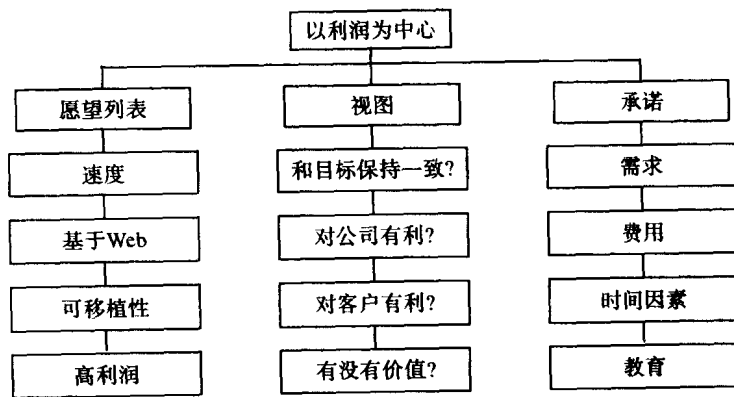 以利润为中心
愿望列表
视图
承诺
速度
和目标保持一致?
需求
基于Web
对公司有利?
费用
可移植性
对客户有利?
时间因素
高利润
有没有价值?
教育